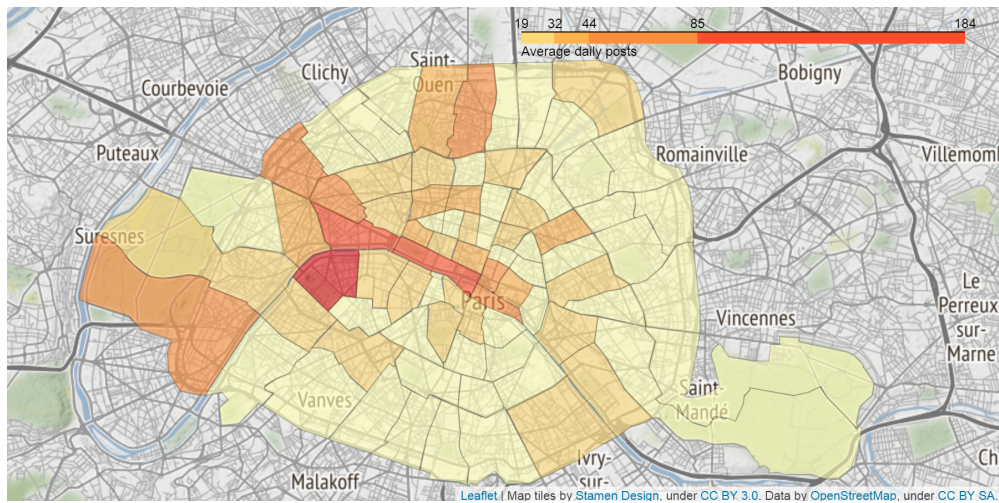 19 32 44 85 184
Average daily posts
Saint-
Ouen
Clichy
Bobigny
Courbevoie
Puteaux
Romainville
Villemom
Suresnes
Le
Perreux-
sur-
Marne
Paris
Vincennes
Saint-
Mandé
Vanves
Ivry-
sur-
Ch
Malakoff
Leaflet | Map tiles by Stamen Design, under CC BY 3.0. Data by OpenStreetMap, under CC BY SA.